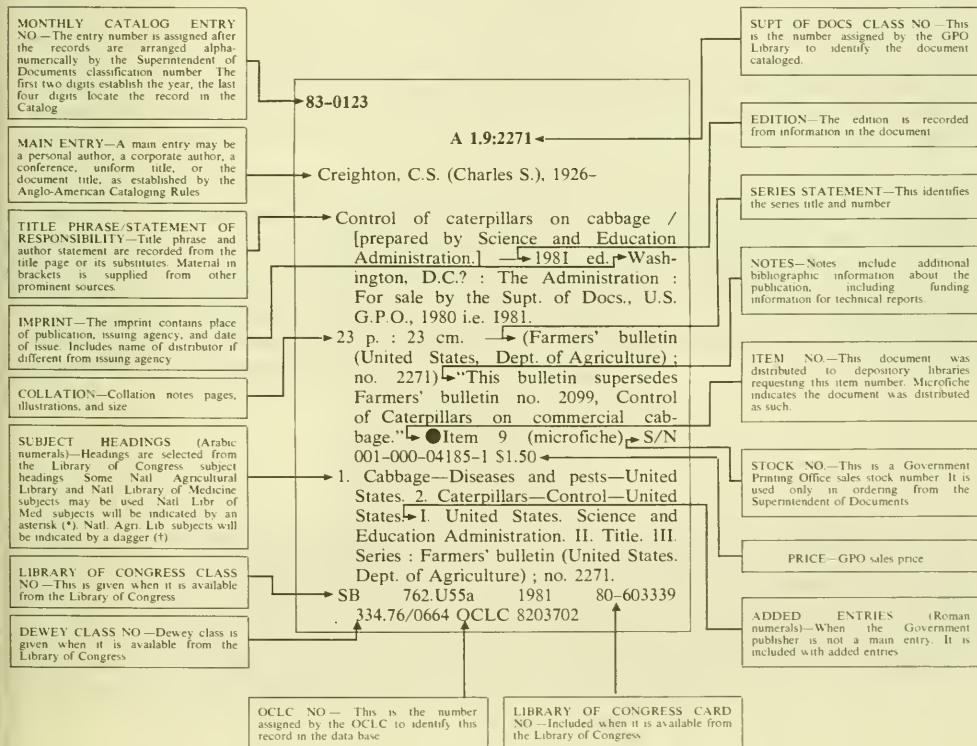 MONTHLY CATALOG ENTRY
NO—The entry number is assigned after
the records are arranged alpha-
numerically by the Superintendent of
Documents classification number The
first two digits establish the year, the last
four digits locate the record in the
Catalog
MAIN ENTRY—A main entry may be
a personal author, a corporate author, a
conference, uniform title, or the
document title, as established by the
Anglo-American Cataloging Rules
TITLE PHRASE/STATEMENT OF
RESPONSIBILITY—Title phrase and
author statement are recorded from the
title page or its substitutes. Material in
brackets is supplied from other
prominent sources.
IMPRINT—The imprint contains place
of publication, issuing agency, and date
of issue. Includes name of distributor if
different from issuing agency
COLLATION—Collation notes pages,
illustrations, and size
SUBJECT HEADINGS (Arabic
numerals)—Headings are selected from
the Library of Congress subject
headings Some Natl Agricultural
Library and Natl Library of Medicine
subjects may be used Natl Libr of
Med subjects will be indicated by an
asterisk (*). Natl. Agri. Lib subjects will
be indicated by a dagger (†)
LIBRARY OF CONGRESS CLASS
NO—This is given when it is available
from the Library of Congress
DEWEY CLASS NO—Dewey class is
given when it is available from the
Library of Congress
83-0123
A 1.9:2271
Creighton, C.S. (Charles S.), 1926-
Control of caterpillars on cabbage /
[prepared by Science and Education
Administration.] — 1981 ed. Wash-
ington, D.C.? : The Administration :
For sale by the Supt. of Docs., U.S.
G.P.O., 1980 i.e. 1981.
23 p. : 23 cm. — (Farmers' bulletin
(United States, Dept. of Agriculture) ;
no. 2271) "This bulletin supersedes
Farmers' bulletin no. 2099, Control
of Caterpillars on commercial cab-
bage." ●Item 9 (microfiche) S/N
001-000-04185-1 $1.50
1. Cabbage—Diseases and pests—United
States. 2. Caterpillars—Control—United
States. I. United States. Science and
Education Administration. II. Title. III.
Series : Farmers' bulletin (United States.
Dept. of Agriculture) ; no. 2271.
SB 762.U55a 1981 80-603339
334.76/0664 OCLC 8203702
SUPT OF DOCS CLASS NO—This
is the number assigned by the GPO
Library to identify the document
cataloged.
EDITION—The edition is recorded
from information in the document
SERIES STATEMENT—This identifies
the series title and number
NOTES—Notes include additional
bibliographic information about the
publication, including funding
information for technical reports.
ITEM NO.—This document was
distributed to depository libraries
requesting this item number. Microfiche
indicates the document was distributed
as such.
STOCK NO.—This is a Government
Printing Office sales stock number It is
used only in ordering from the
Superintendent of Documents
PRICE—GPO sales price
ADDED ENTRIES (Roman
numerals)—When the Government
publisher is not a main entry. It is
included with added entries
OCLC NO — This is the number
assigned by the OCLC to identify this
record in the data base
LIBRARY OF CONGRESS CARD
NO—Included when it is available from
the Library of Congress